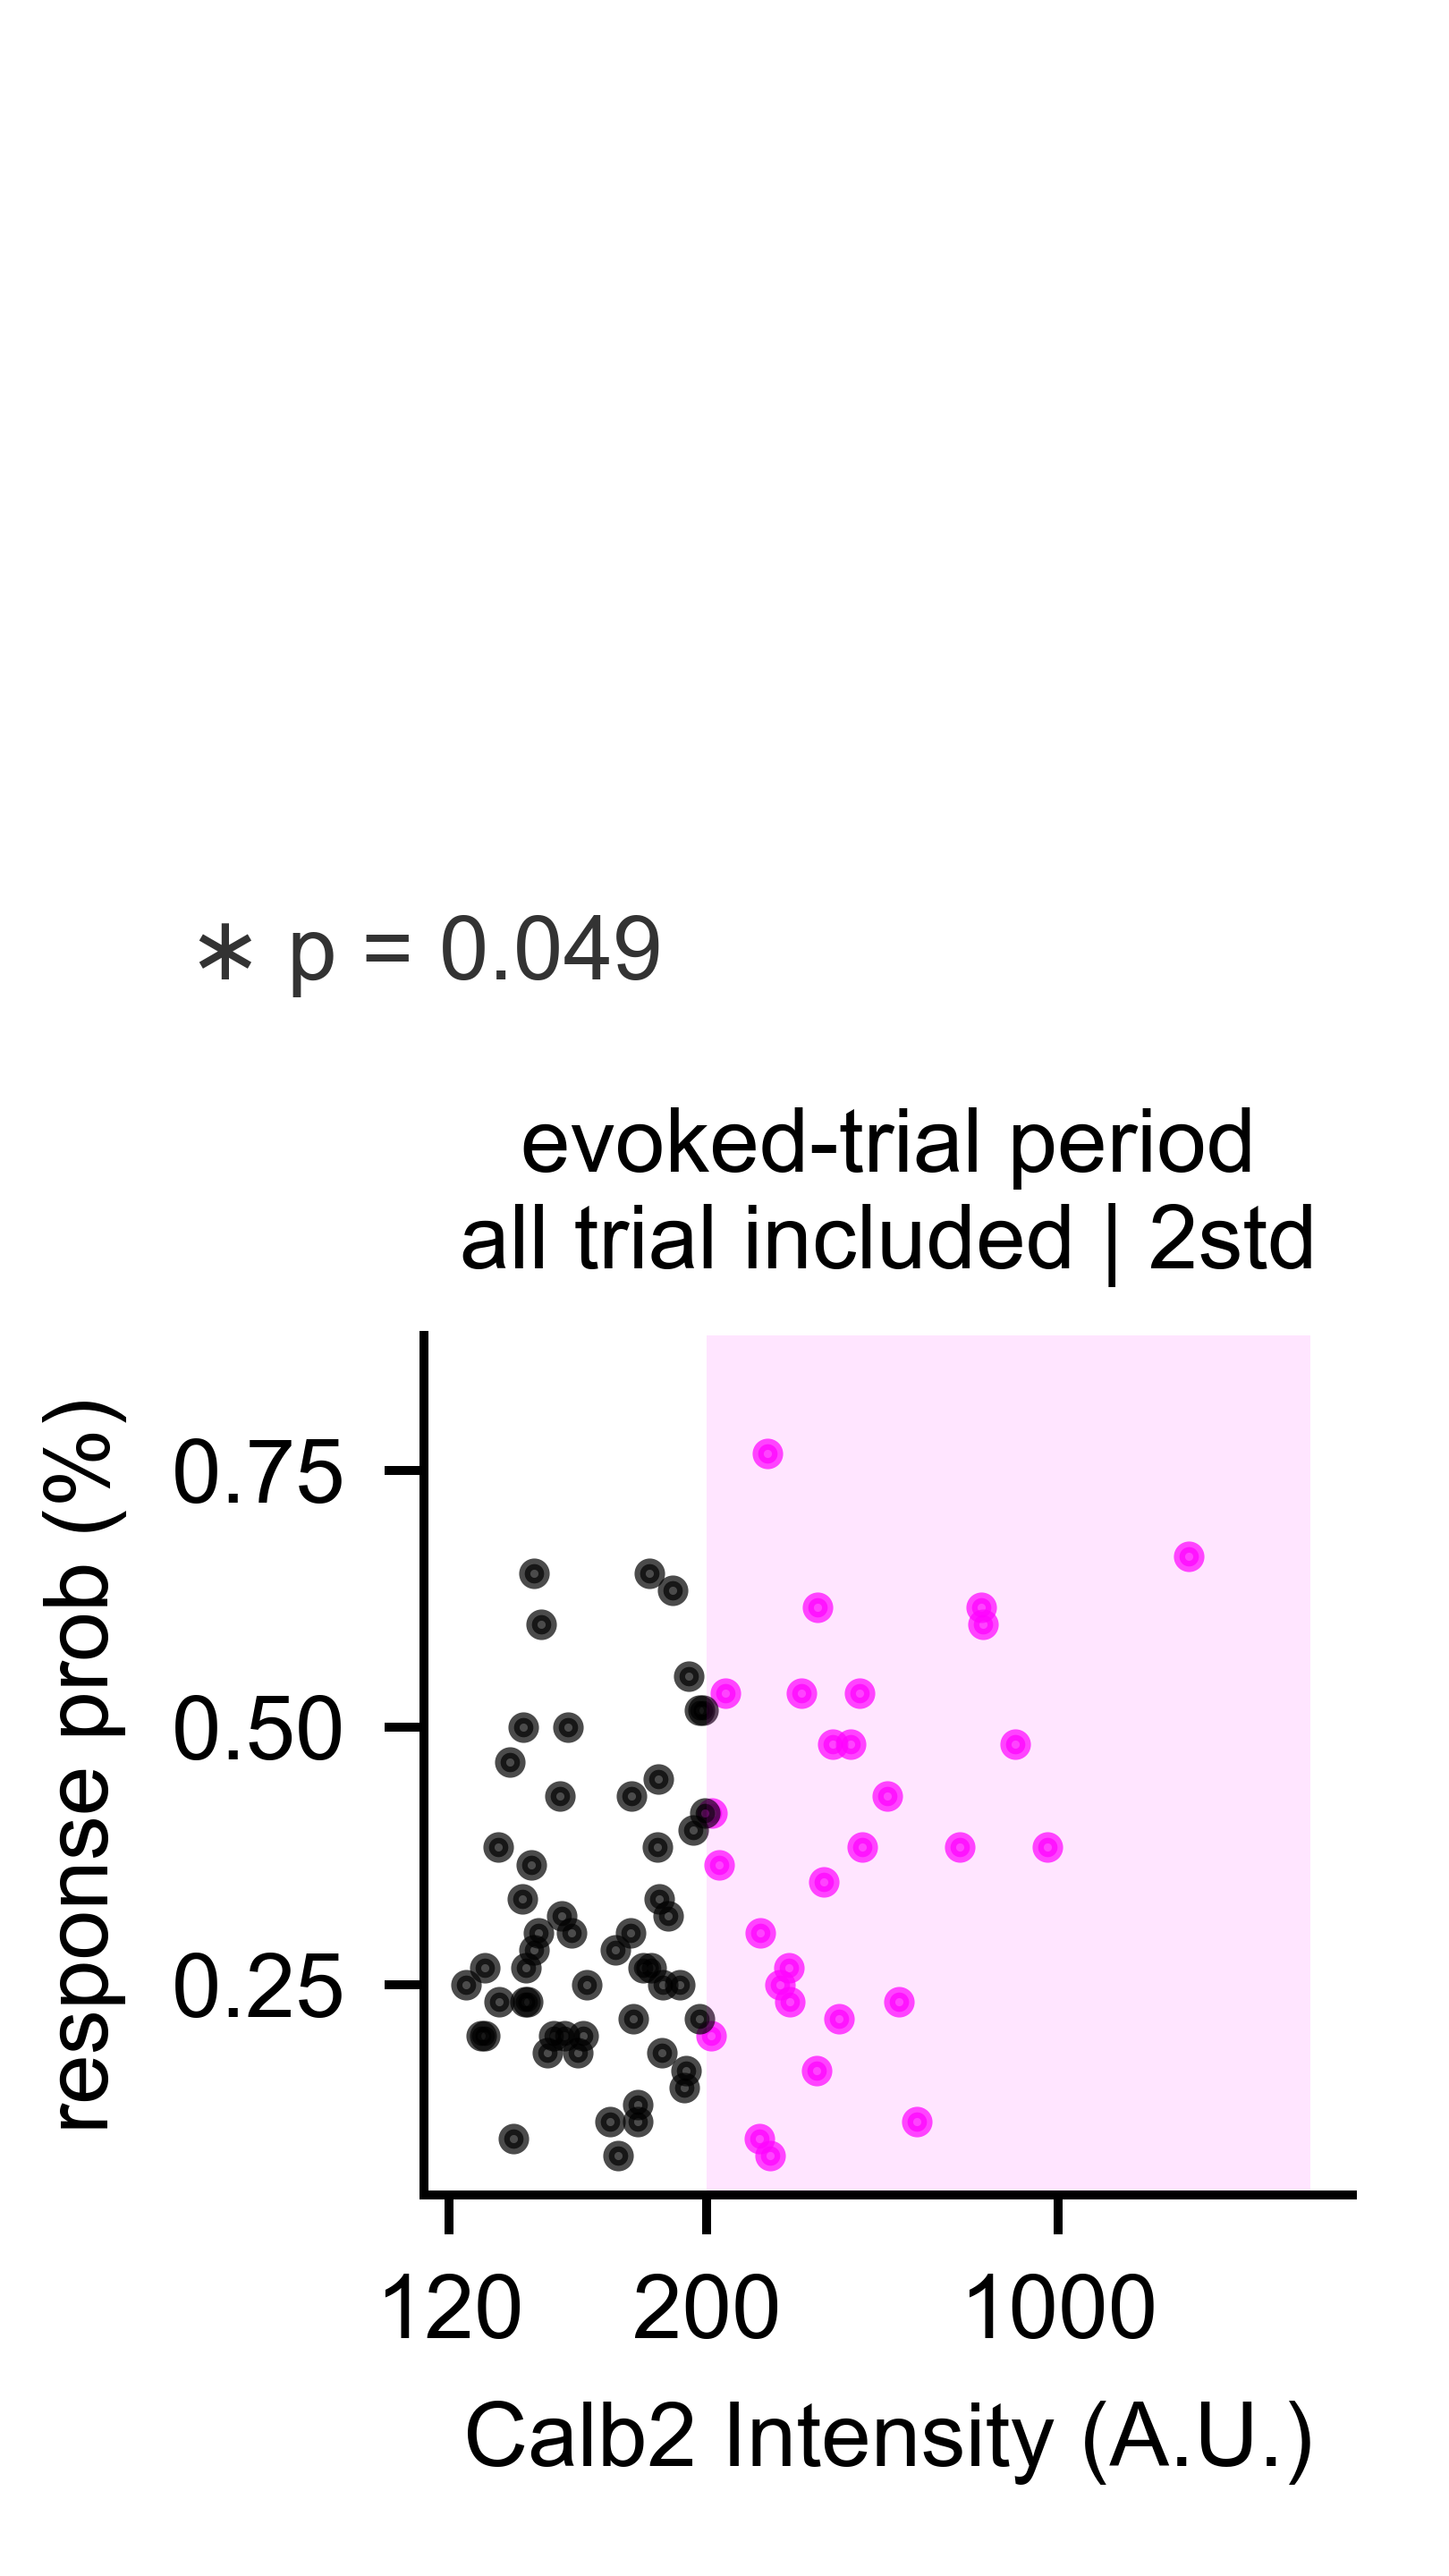 ∗ p = 0.049
evoked-trial period
all trial included | 2std
response prob (%)
0.75
0.50
0.25
120 200 1000
Calb2 Intensity (A.U.)